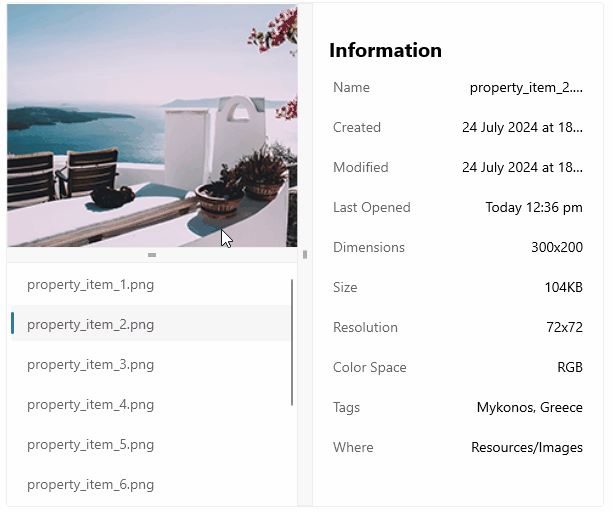 property_item_1.png
property_item_2.png
property_item_3.png
property_item_4.png
property_item_5.png
property_item_6.png
Information
Name property_item_2....
Created 24 July 2024 at 18...
Modified 24 July 2024 at 18...
Last Opened Today 12:36 pm
Dimensions 300x200
Size 104KB
Resolution 72x72
Color Space RGB
Tags Mykonos, Greece
Where Resources/Images